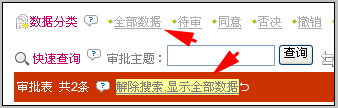 数据分类 全部数据 待审 同意 否决 撤销
快速查询 审批主题: 查询
审批表 共2条 解除搜索,显示全部数据